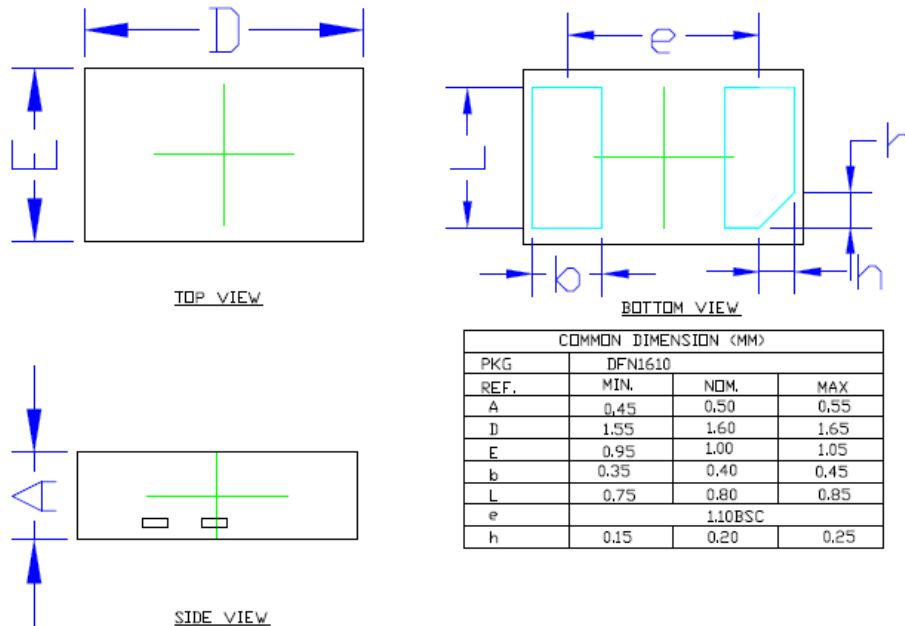 D
E
TOP VIEW
e
L
h
b
h
BOTTOM VIEW
A
SIDE VIEW
COMMON DIMENSION (MM)
PKG DFN1610
REF. MIN. NOM. MAX
A 0.45 0.50 0.55
D 1.55 1.60 1.65
E 0.95 1.00 1.05
b 0.35 0.40 0.45
L 0.75 0.80 0.85
e 1.10BSC
h 0.15 0.20 0.25